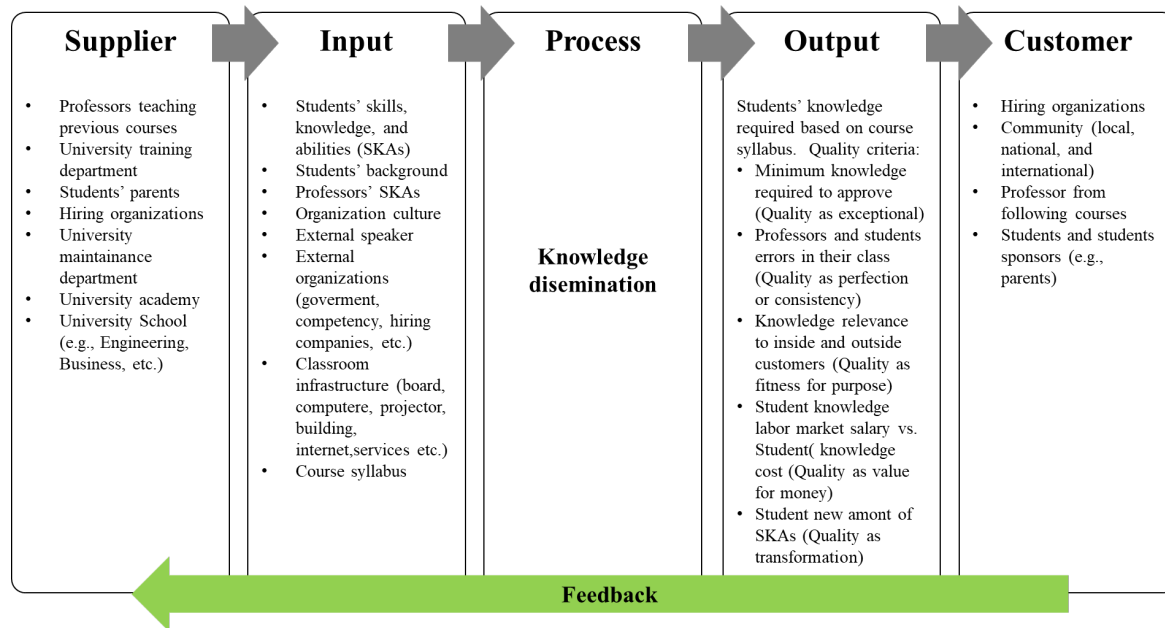 Supplier
• Professors teaching
previous courses
• University training
department
• Students’ parents
• Hiring organizations
• University
maintainance
department
• University academy
• University School
(e.g., Engineering,
Business, etc.)
Input
• Students’ skills,
knowledge, and
abilities (SKAs)
• Students’ background
• Professors’ SKAs
• Organization culture
• External speaker
• External
organizations
(goverment,
competency, hiring
companies, etc.)
• Classroom
infrastructure (board,
computere, projector,
building,
internet,services etc.)
• Course syllabus
Process
Knowledge
disemination
Output
Students’ knowledge
required based on course
syllabus.  Quality criteria:
• Minimum knowledge
required to approve
(Quality as exceptional)
• Professors and students
errors in their class
(Quality as perfection
or consistency)
• Knowledge relevance
to inside and outside
customers (Quality as
fitness for purpose)
• Student knowledge
labor market salary vs.
Student( knowledge
cost (Quality as value
for money)
• Student new amont of
SKAs (Quality as
transformation)
Customer
• Hiring organizations
• Community (local,
national, and
international)
• Professor from
following courses
• Students and students
sponsors (e.g.,
parents)
Feedback